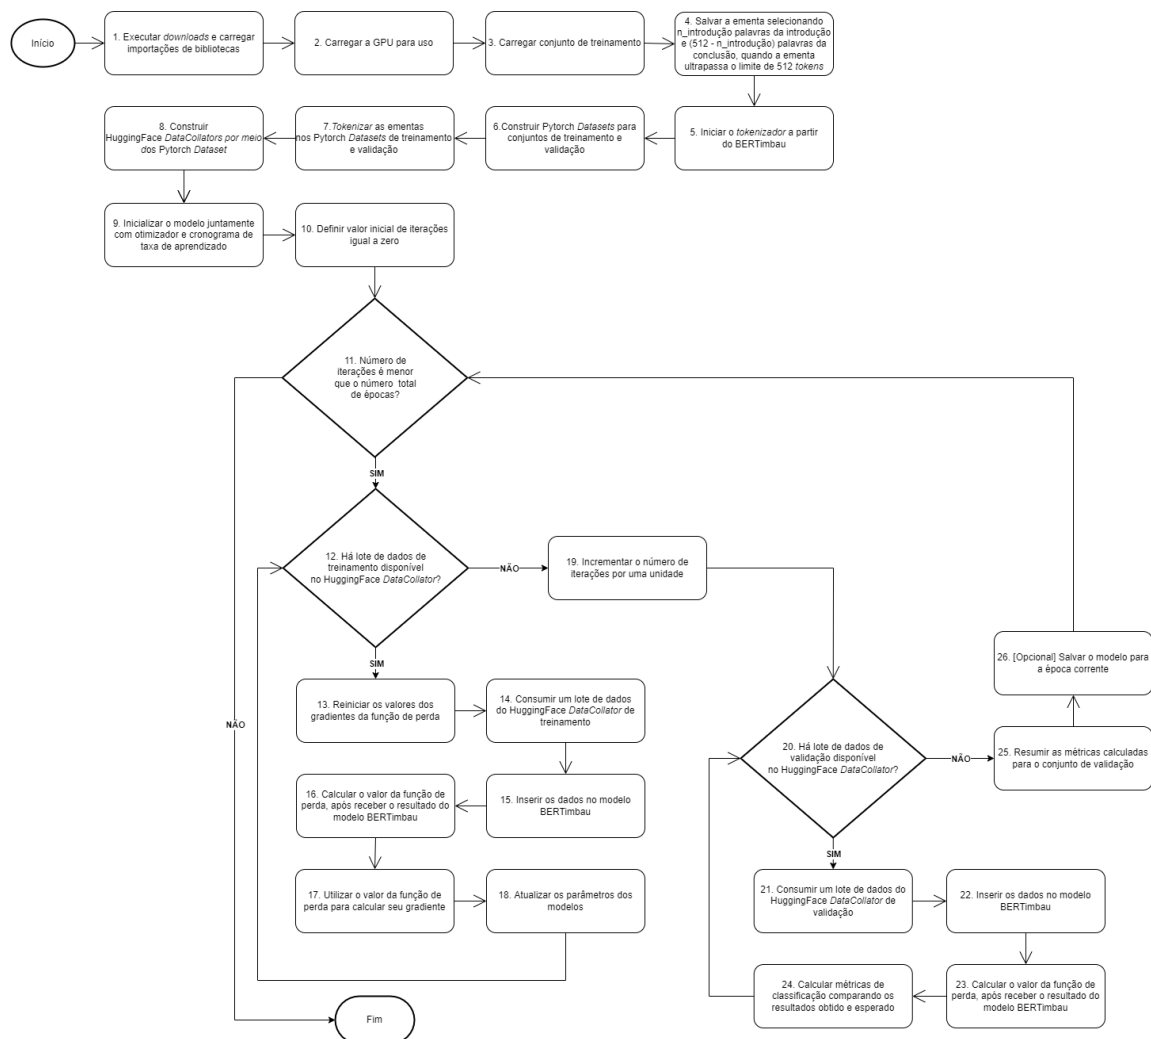 Início
1. Executar downloads e carregar
importações de bibliotecas
2. Carregar a GPU para uso
3. Carregar conjunto de treinamento
4. Salvar a ementa selecionando
n_introdução palavras da introdução
e (512 - n_introdução) palavras da
conclusão, quando a ementa
ultrapassa o limite de 512 tokens
5. Iniciar o tokenizador a partir
do BERTimbau
6.Construir Pytorch Datasets para
conjuntos de treinamento e
validação
7.Tokenizar as ementas
nos Pytorch Datasets de treinamento
e validação
8. Construir
HuggingFace DataCollators por meio
dos Pytorch Dataset
9. Inicializar o modelo juntamente
com otimizador e cronograma de
taxa de aprendizado
10. Definir valor inicial de iterações
igual a zero
11. Número de
iterações é menor
que o número total
de épocas?
SIM
NÃO
12. Há lote de dados de
treinamento disponível
no HuggingFace DataCollator?
NÃO
SIM
13. Reiniciar os valores dos
gradientes da função de perda
14. Consumir um lote de dados
do HuggingFace DataCollator de
treinamento
15. Inserir os dados no modelo
BERTimbau
16. Calcular o valor da função de
perda, após receber o resultado do
modelo BERTimbau
17. Utilizar o valor da função de
perda para calcular seu gradiente
18. Atualizar os parâmetros dos
modelos
19. Incrementar o número de
iterações por uma unidade
20. Há lote de dados de
validação disponível
no HuggingFace DataCollator?
NÃO
SIM
21. Consumir um lote de dados do
HuggingFace DataCollator de
validação
22. Inserir os dados no modelo
BERTimbau
23. Calcular o valor da função de
perda, após receber o resultado do
modelo BERTimbau
24. Calcular métricas de
classificação comparando os
resultados obtido e esperado
25. Resumir as métricas calculadas
para o conjunto de validação
26. [Opcional] Salvar o modelo para
a época corrente
Fim